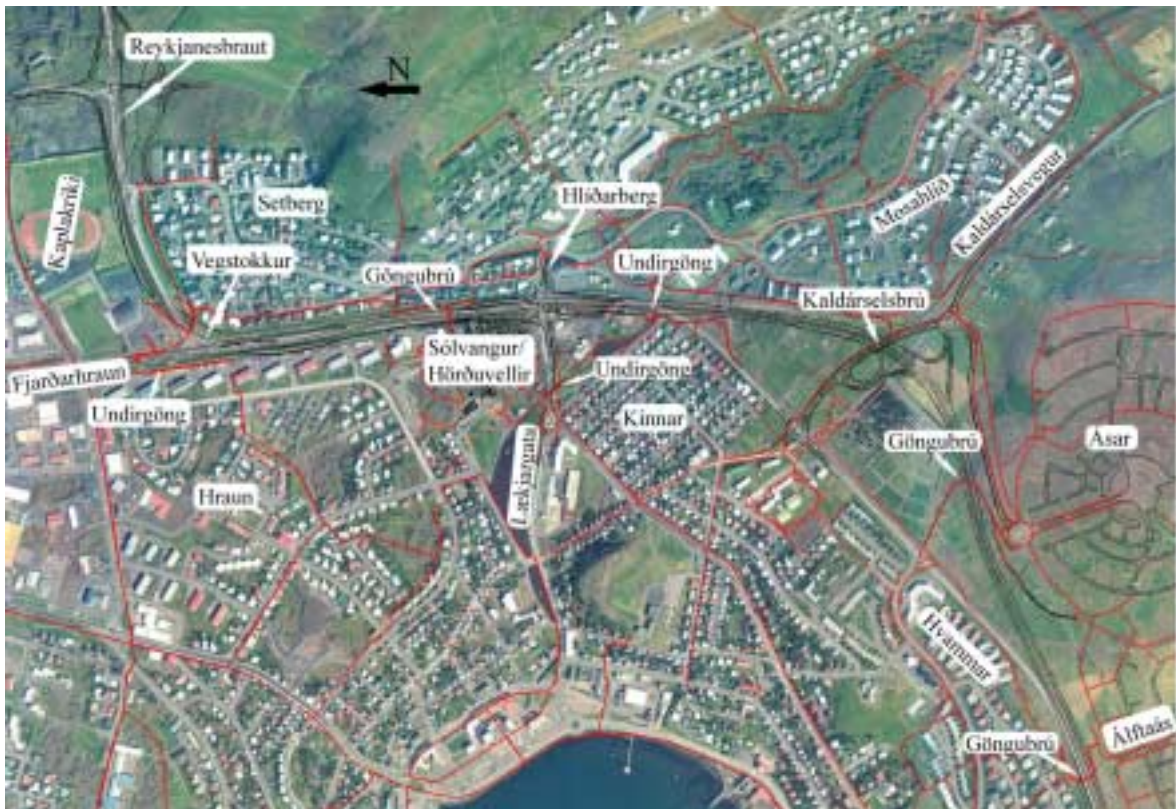 Reykjanesbraut
N
Kaplakriki
Setberg
Hlíðarberg
Mosahlíð
Kaldárselsvegur
Vegstokkur
Göngubrú
Undirgöng
Kaldárselsbrú
Sólvangur/
Hörðuvellir
Fjarðarhraun
Undirgöng
Undirgöng
Kinnar
Göngubrú
Ásar
Lækjargata
Hraun
Hvammar
Göngubrú
Álftaás